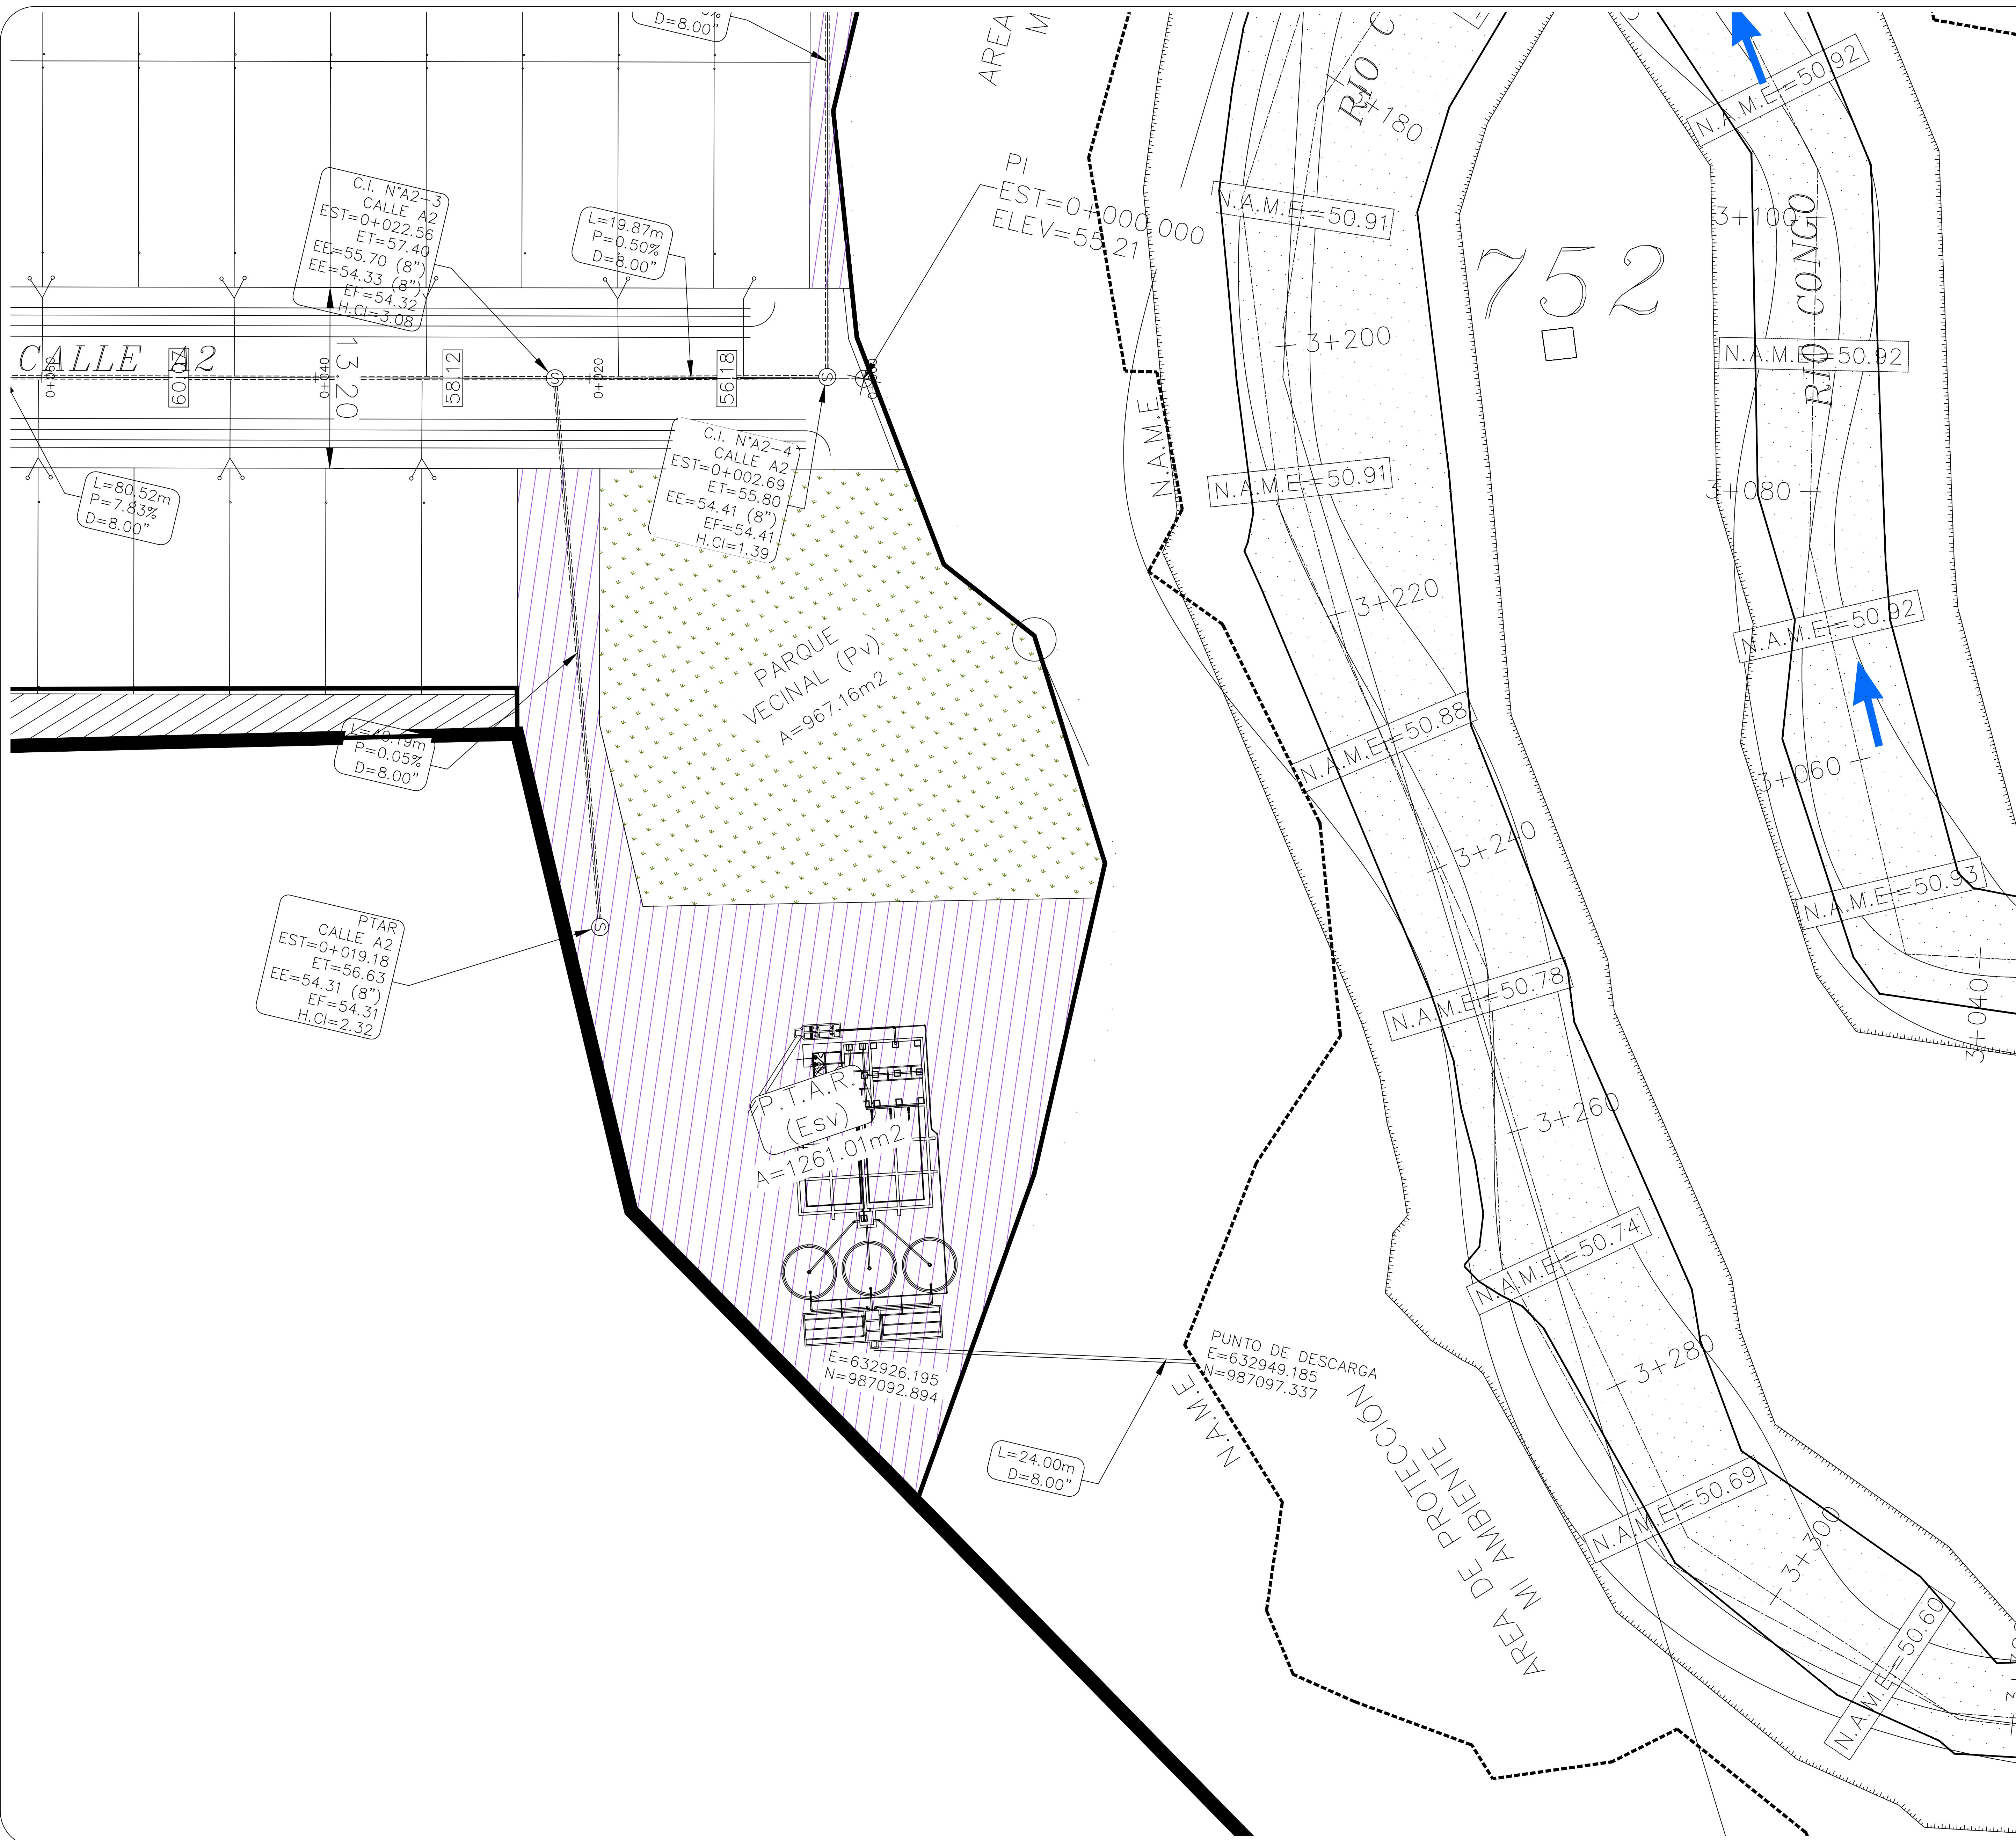 D=8.00"
AREA
M
RIO C
3+180
N.A.M.E.=50.92
C.I. N°A2-3
CALLE A2
EST=0+022.56
ET=57.40
EE=55.70 (8")
EE=54.33 (8")
EF=54.32
H.CI=3.08
L=19.87m
P=0.50%
D=8.00"
PI
EST=0+000.000
ELEV=55.21
N.A.M.E.=50.91
752
3+100
RIO CONGO
CALLE A2
0+060
0+040
13.20
58.12
0+020
56.18
0+000
3+200
N.A.M.E.=50.92
C.I. N°A2-4
CALLE A2
EST=0+002.69
ET=55.80
EE=54.41 (8")
EF=54.41
H.CI=1.39
L=80.52m
P=7.83%
D=8.00"
N.A.M.E
N.A.M.E.=50.91
3+080
3+220
N.A.M.E.=50.92
PARQUE
VECINAL (Pv)
A=967.16m2
P=0.05%
D=8.00"
N.A.M.E.=50.88
3+060
3+240
N.A.M.E.=50.93
PTAR
CALLE A2
EST=0+019.18
ET=56.63
EE=54.31 (8")
EF=54.31
H.CI=2.32
N.A.M.E.=50.78
3+040
P.T.A.R.
(Esv)
A=1261.01m2
3+260
N.A.M.E.=50.74
E=632926.195
N=987092.894
PUNTO DE DESCARGA
E=632949.185
N=987097.337
N.A.M.E.
3+280
L=24.00m
D=8.00"
AREA DE PROTECCIÓN
MI AMBIENTE
N.A.M.E.=50.69
3+300
N.A.M.E.=50.60